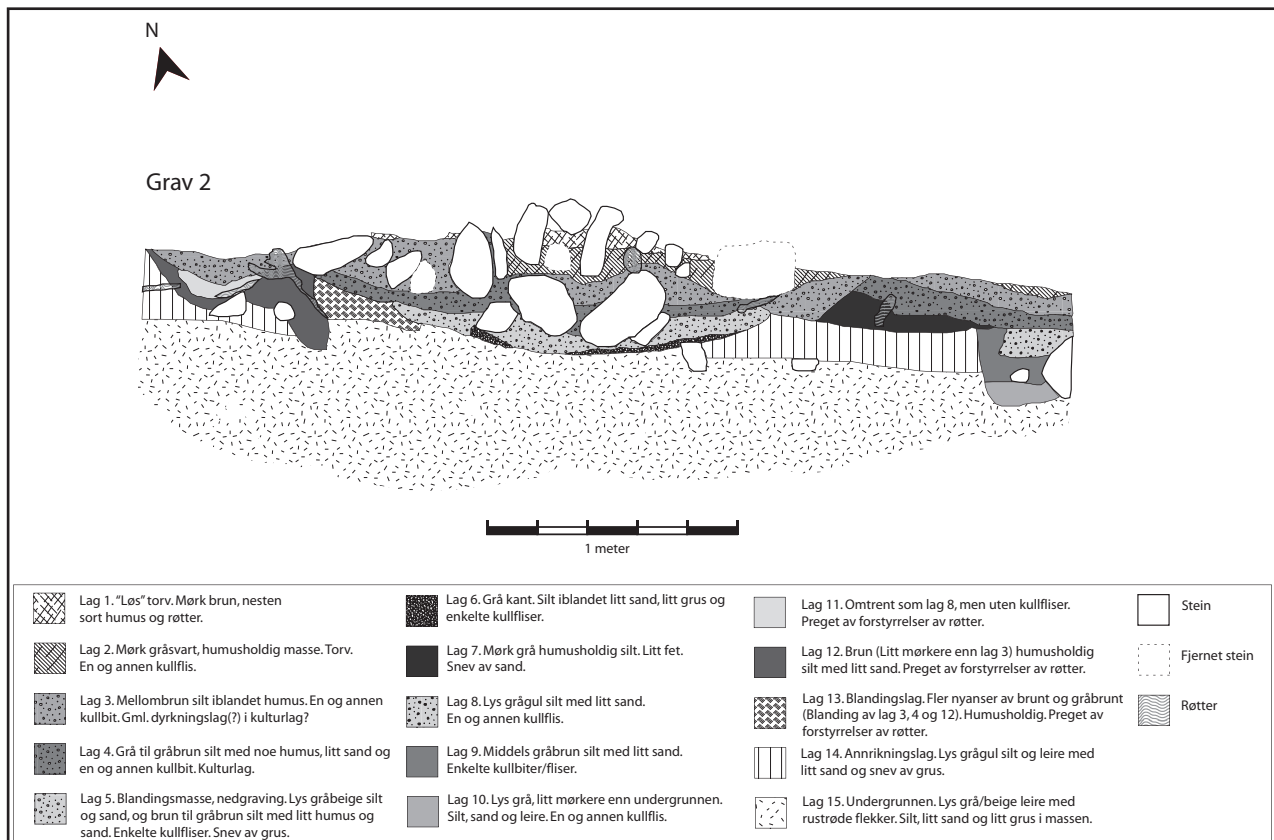 N
Grav 2
1 meter
Lag 1. “Løs” torv. Mørk brun, nesten
sort humus og røtter.
Lag 2. Mørk gråsvart, humusholdig masse. Torv.
En og annen kullflis.
Lag 3. Mellombrun silt iblandet humus. En og annen
kullbit. Gml. dyrkningslag(?) i kulturlag?
Lag 4. Grå til gråbrun silt med noe humus, litt sand og
en og annen kullbit. Kulturlag.
Lag 5. Blandingsmasse, nedgraving. Lys gråbeige silt
og sand, og brun til gråbrun silt med litt humus og
sand. Enkelte kullfliser. Snev av grus.
Lag 6. Grå kant. Silt iblandet litt sand, litt grus og
enkelte kullfliser.
Lag 7. Mørk grå humusholdig silt. Litt fet.
Snev av sand.
Lag 8. Lys grågul silt med litt sand.
En og annen kullflis.
Lag 9. Middels gråbrun silt med litt sand.
Enkelte kullbiter/fliser.
Lag 10. Lys grå, litt mørkere enn undergrunnen.
Silt, sand og leire. En og annen kullflis.
Lag 11. Omtrent som lag 8, men uten kullfliser.
Preget av forstyrrelser av røtter.
Lag 12. Brun (Litt mørkere enn lag 3) humusholdig
silt med litt sand. Preget av forstyrrelser av røtter.
Lag 13. Blandingslag. Fler nyanser av brunt og gråbrunt
(Blanding av lag 3, 4 og 12). Humusholdig. Preget av
forstyrrelser av røtter.
Lag 14. Annrikningslag. Lys grågul silt og leire med
litt sand og snev av grus.
Lag 15. Undergrunnen. Lys grå/beige leire med
rustrøde flekker. Silt, litt sand og litt grus i massen.
Stein
Fjernet stein
Røtter